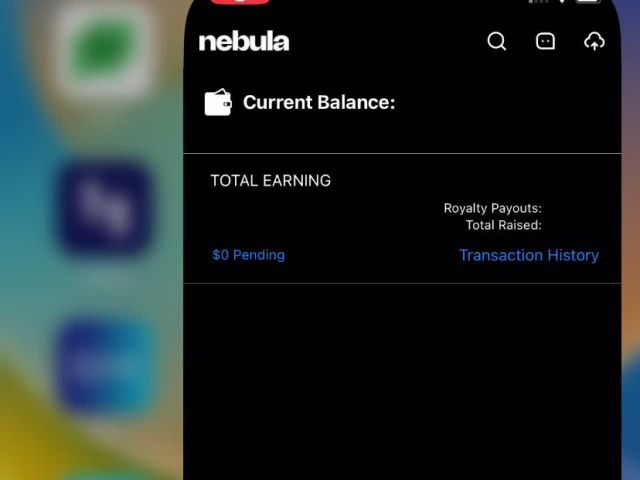 nebula
Current Balance:
TOTAL EARNING
Royalty Payouts:
Total Raised:
$0 Pending
Transaction History